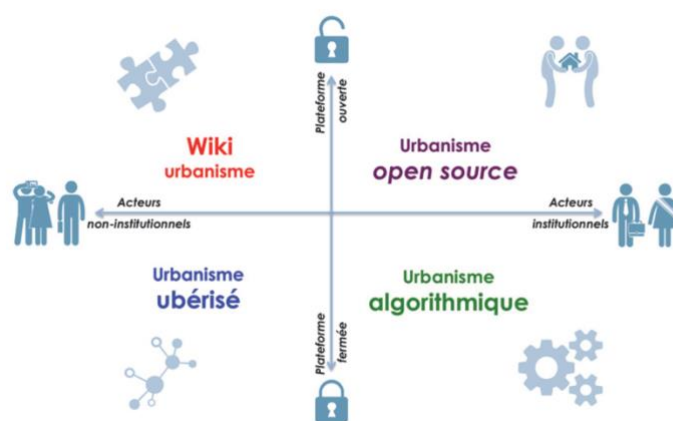 Plateforme
ouverte
Wiki
urbanisme
Urbanisme
open source
Acteurs
non-institutionnels
Acteurs
institutionnels
Urbanisme
ubérisé
Urbanisme
algorithmique
Plateforme
fermée